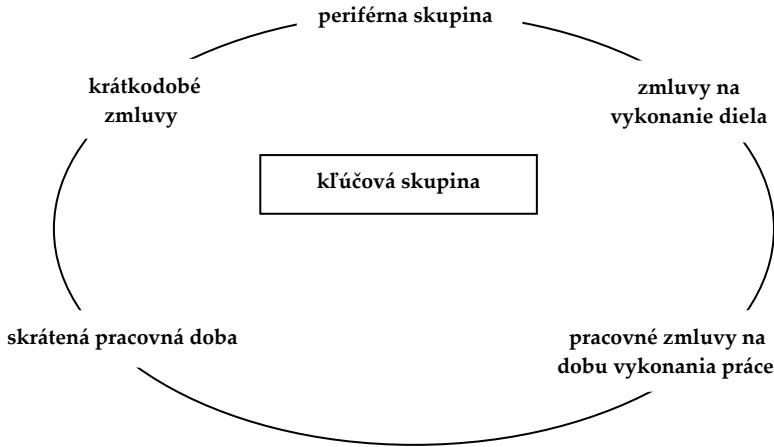 periférna skupina
krátkodobé
zmluvy
zmluvy na
vykonanie diela
kľúčová skupina
skrátená pracovná doba
pracovné zmluvy na
dobu vykonania práce